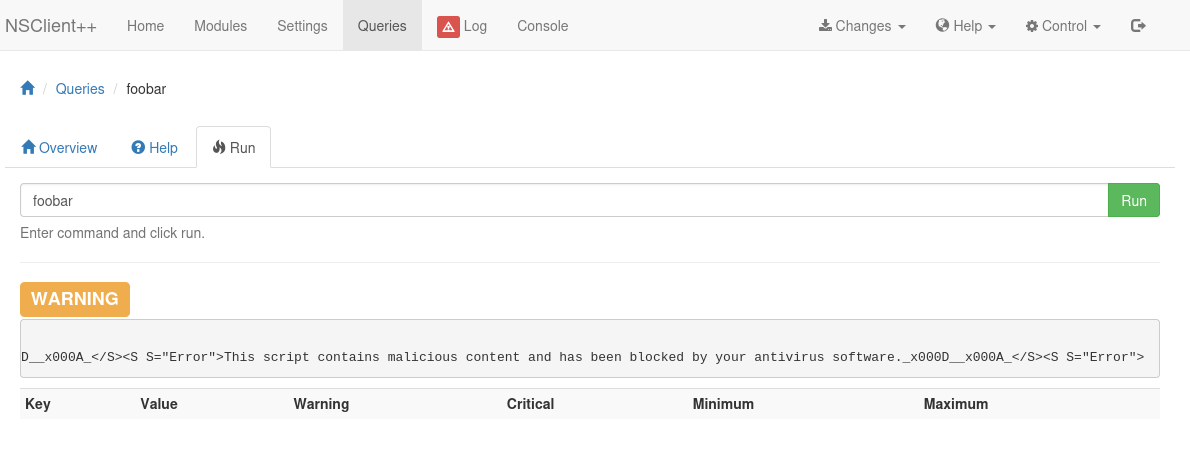 NSClient++ Home Modules Settings Queries Log Console Changes Help Control
/ Queries / foobar
Overview Help Run
foobar Run
Enter command and click run.
WARNING
D__x000A_</S><S S="Error">This script contains malicious content and has been blocked by your antivirus software._x000D__x000A_</S><S S="Error">
Key Value Warning Critical Minimum Maximum